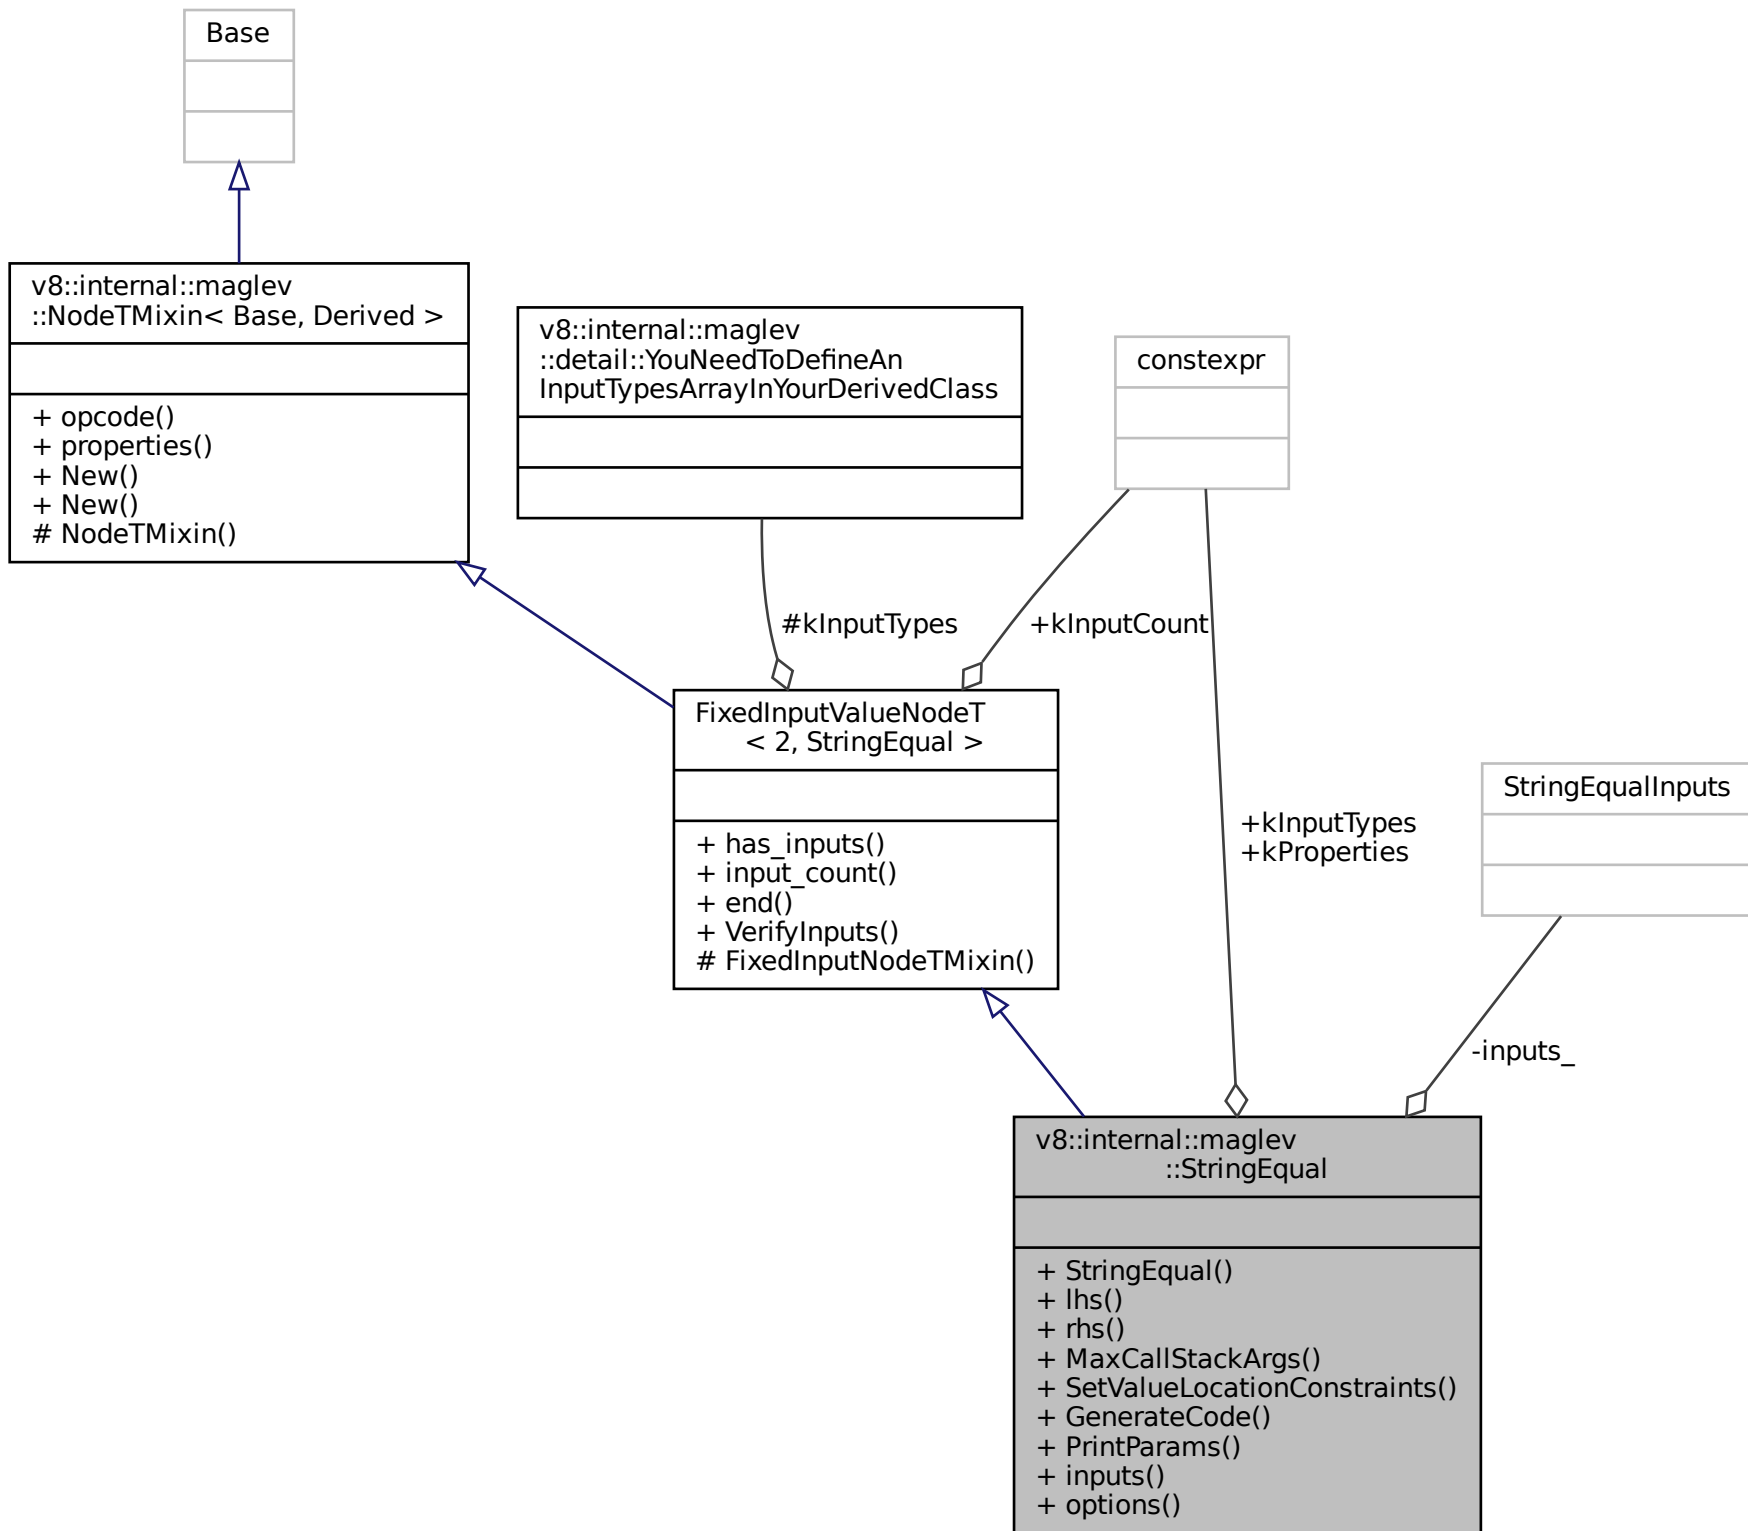 Base
v8::internal::maglev
::NodeTMixin< Base, Derived >
+ opcode()
+ properties()
+ New()
+ New()
# NodeTMixin()
v8::internal::maglev
::detail::YouNeedToDefineAn
InputTypesArrayInYourDerivedClass
constexpr
#kInputTypes
+kInputCount
FixedInputValueNodeT
< 2, StringEqual >
+ has_inputs()
+ input_count()
+ end()
+ VerifyInputs()
# FixedInputNodeTMixin()
+kInputTypes
+kProperties
StringEqualInputs
-inputs_
v8::internal::maglev
::StringEqual
+ StringEqual()
+ lhs()
+ rhs()
+ MaxCallStackArgs()
+ SetValueLocationConstraints()
+ GenerateCode()
+ PrintParams()
+ inputs()
+ options()